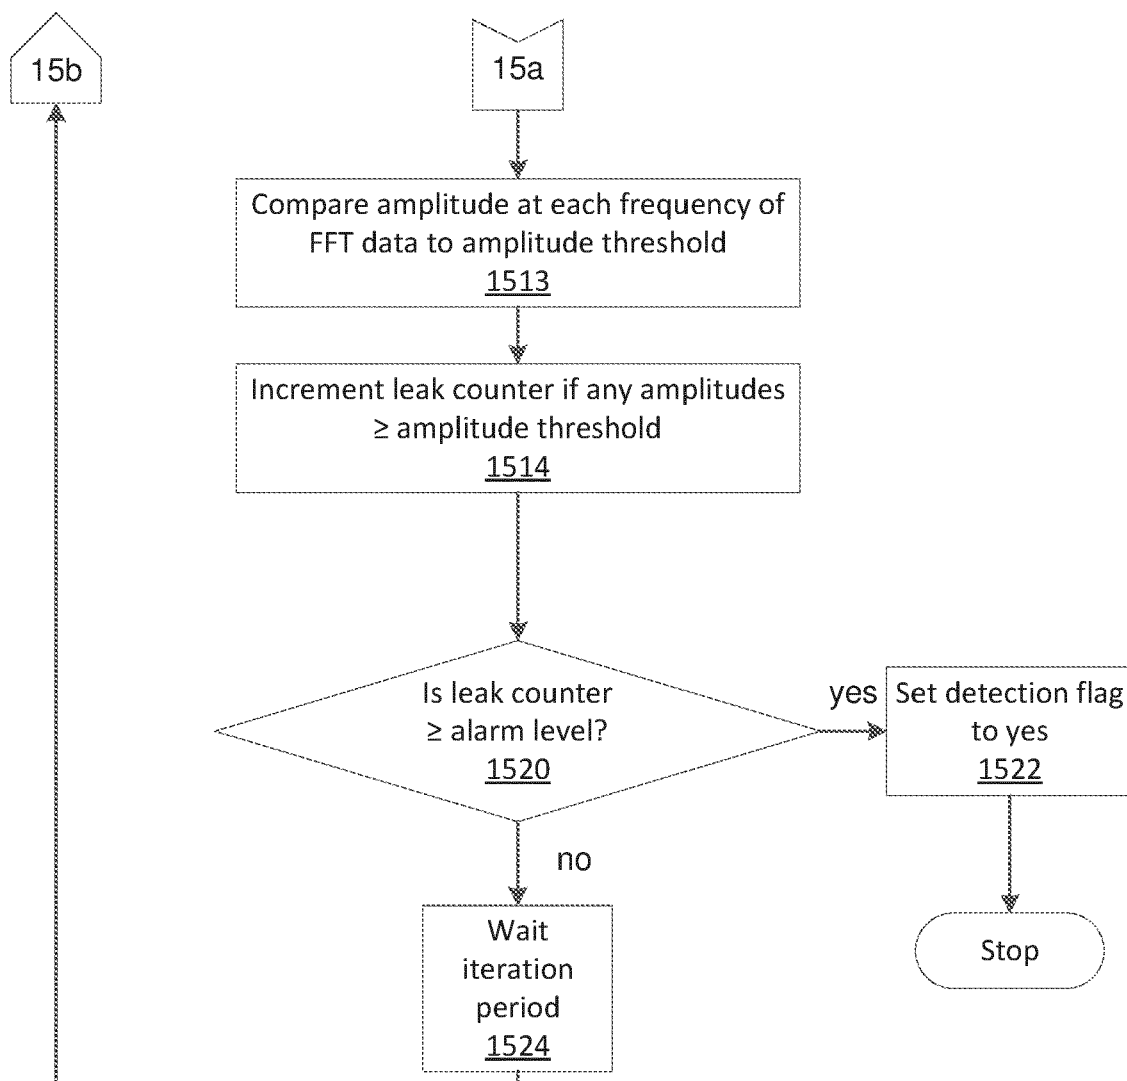 15b
15a
Compare amplitude at each frequency of
FFT data to amplitude threshold
1513
Increment leak counter if any amplitudes
≥ amplitude threshold
1514
Is leak counter
≥ alarm level?
1520
yes
Set detection flag
to yes
1522
no
Wait
iteration
period
1524
Stop